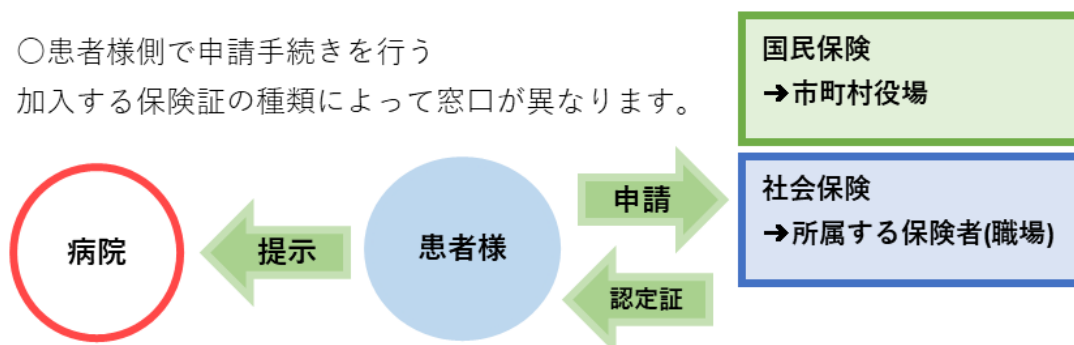 ○患者様側で申請手続きを行う
加入する保険証の種類によって窓口が異なります。
国民保険
→市町村役場
社会保険
→所属する保険者(職場)
申請
病院
提示
患者様
認定証